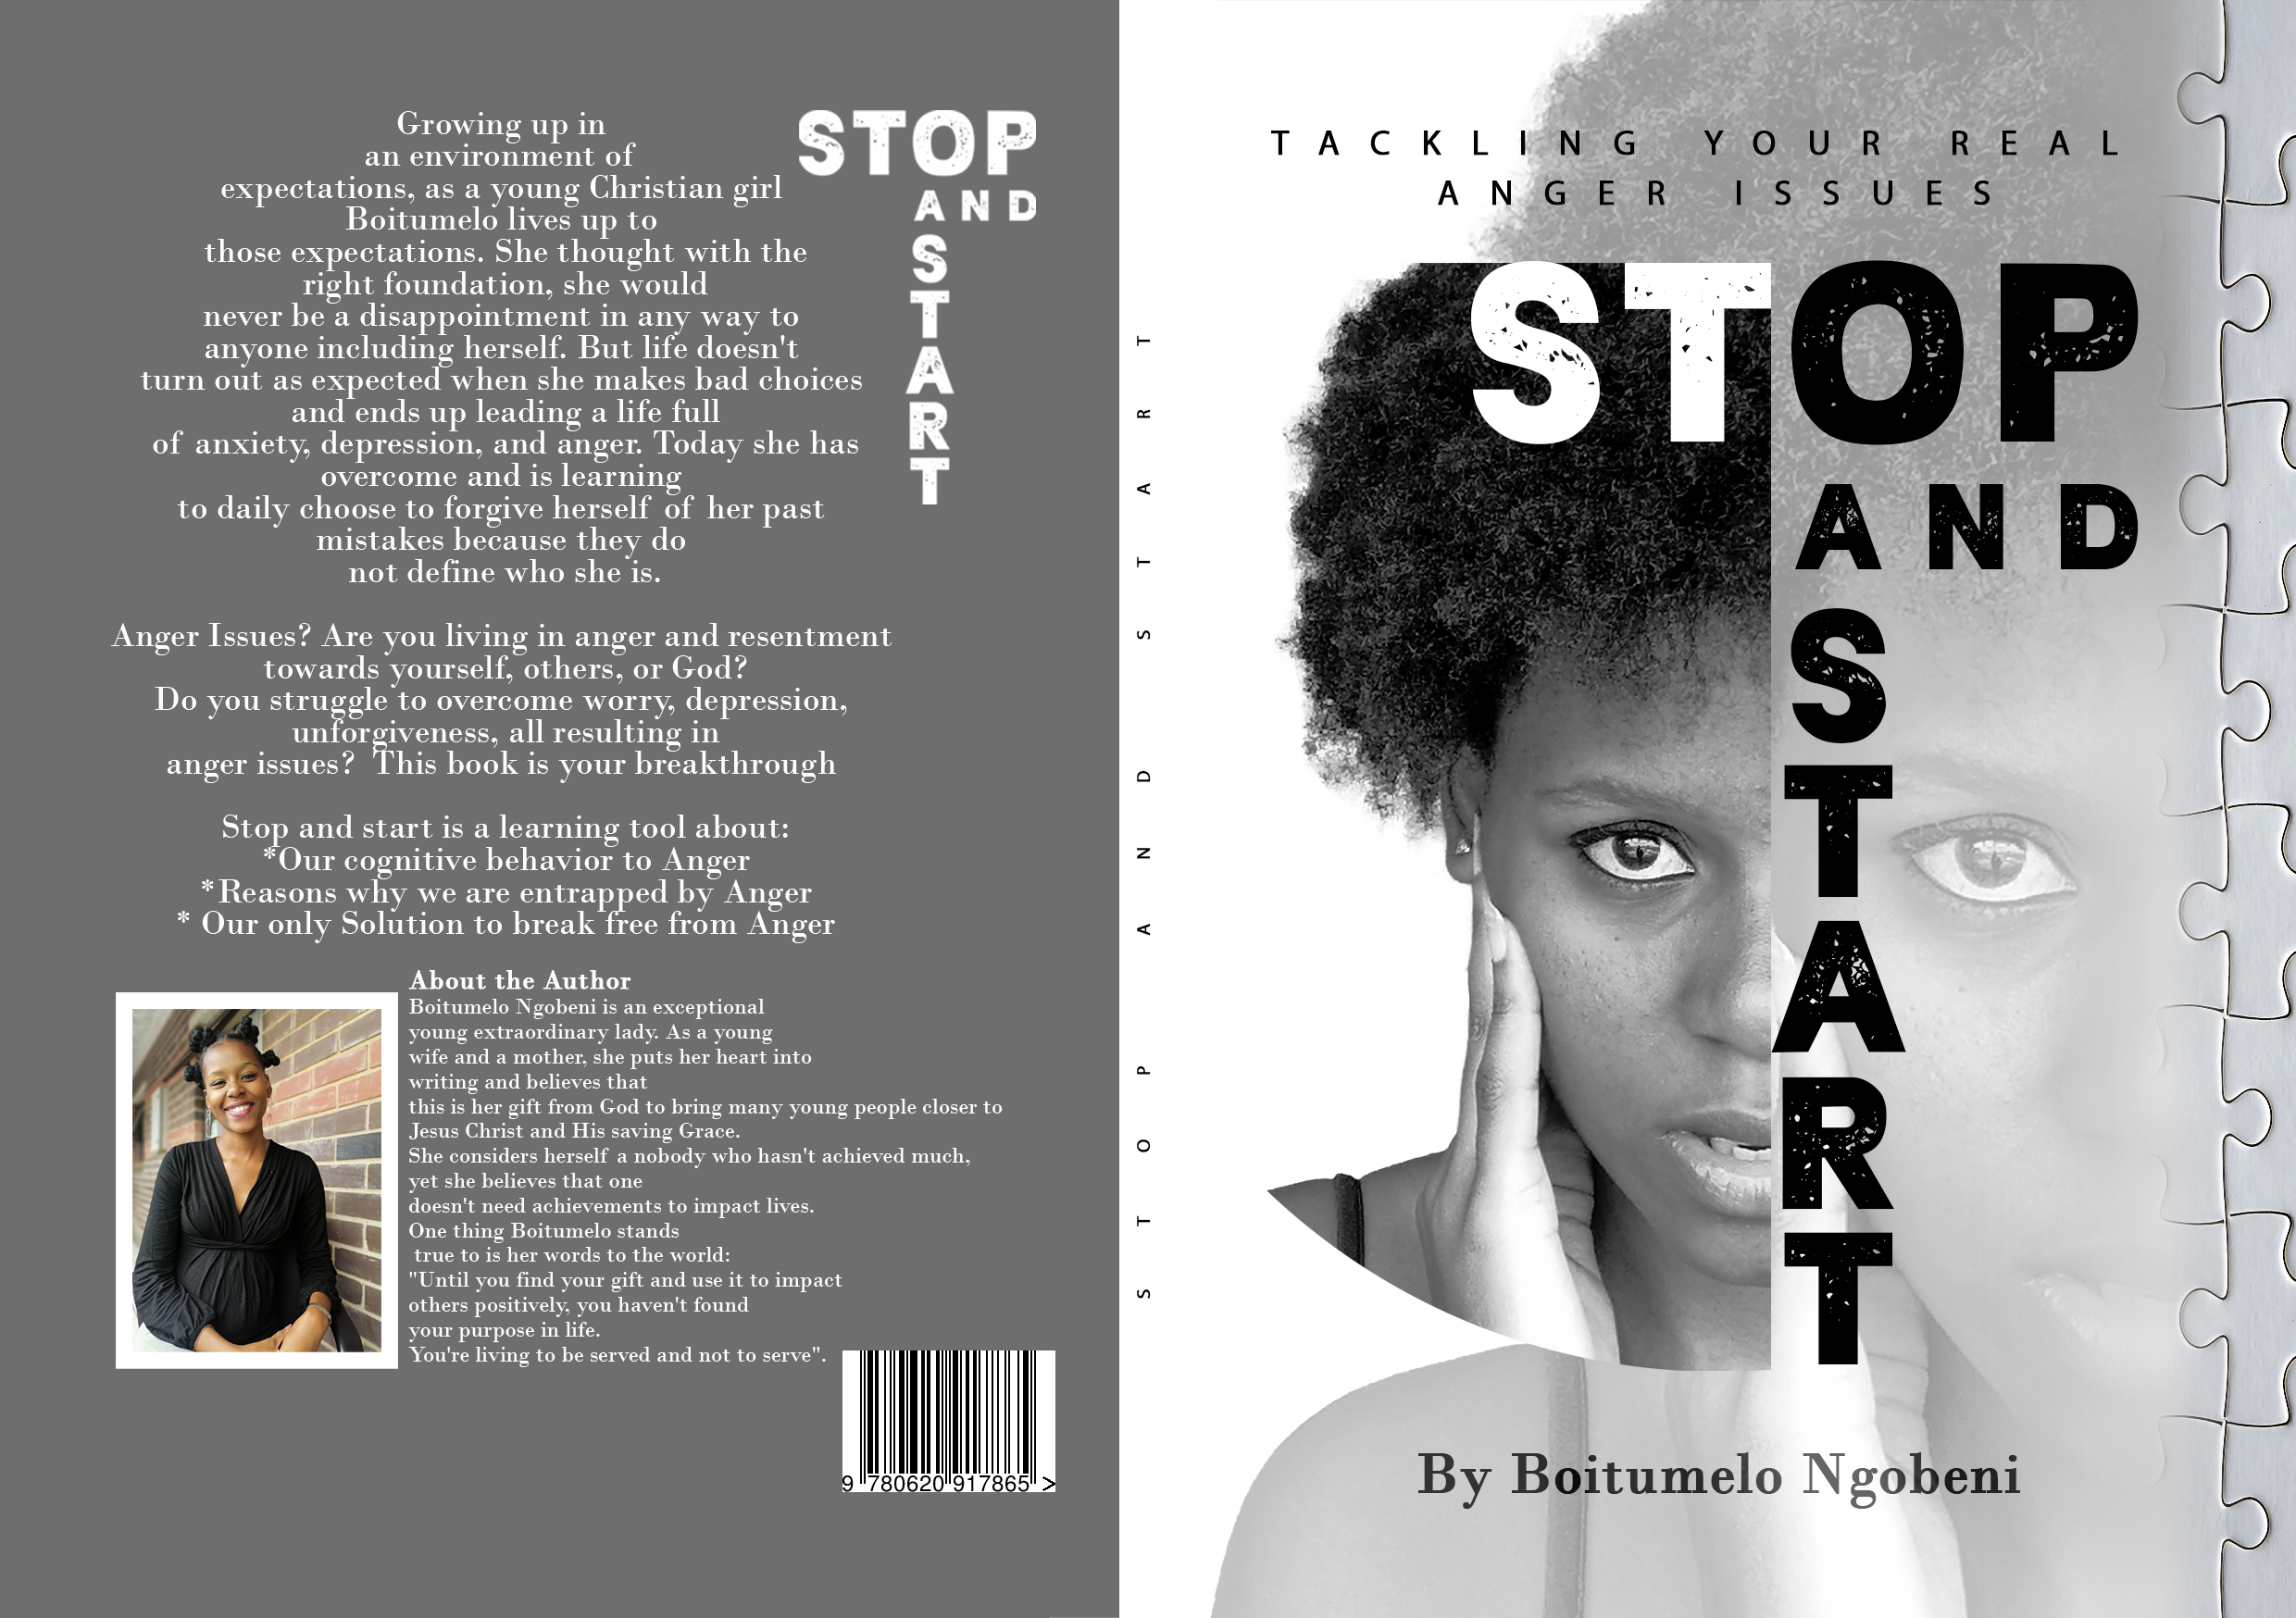 Growing up in
an environment of
expectations, as a young Christian girl
Boitumelo lives up to
those expectations. She thought with the
right foundation, she would
never be a disappointment in any way to
anyone including herself. But life doesn't
turn out as expected when she makes bad choices
and ends up leading a life full
of anxiety, depression, and anger. Today she has
overcome and is learning
to daily choose to forgive herself of her past
mistakes because they do
not define who she is.
Anger Issues? Are you living in anger and resentment
towards yourself, others, or God?
Do you struggle to overcome worry, depression,
unforgiveness, all resulting in
anger issues? This book is your breakthrough
Stop and start is a learning tool about:
*Our cognitive behavior to Anger
*Reasons why we are entrapped by Anger
* Our only Solution to break free from Anger
STOP
AND
START
About the Author
Boitumelo Ngobeni is an exceptional
young extraordinary lady. As a young
wife and a mother, she puts her heart into
writing and believes that
this is her gift from God to bring many young people closer to
Jesus Christ and His saving Grace.
She considers herself a nobody who hasn't achieved much,
yet she believes that one
doesn't need achievements to impact lives.
One thing Boitumelo stands
true to is her words to the world:
"Until you find your gift and use it to impact
others positively, you haven't found
your purpose in life.
You're living to be served and not to serve".
9 780620 917865 >
STOP AND START
TACKLING YOUR REAL
ANGER ISSUES
STOP
AND
START
By Boitumelo Ngobeni